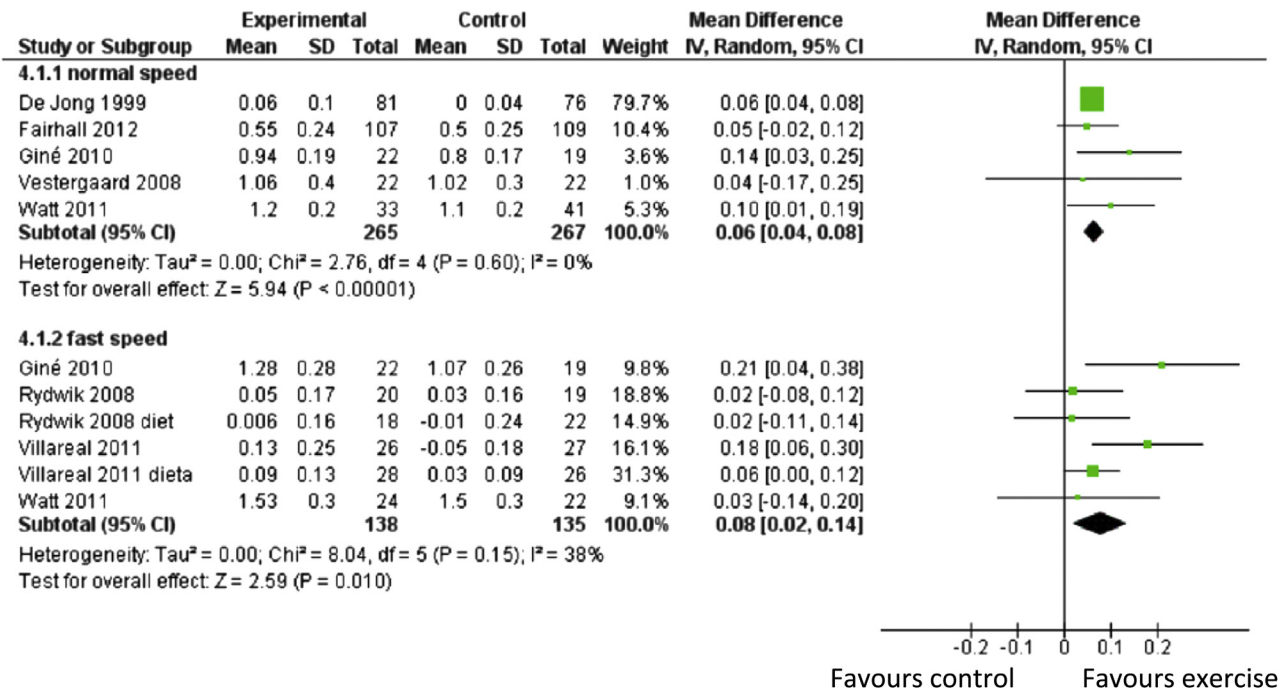 Experimental Control Mean Difference Mean Difference
Study or Subgroup Mean SD Total Mean SD Total Weight IV, Random, 95% CI IV, Random, 95% CI
4.1.1 normal speed
De Jong 1999 0.06 0.1 81 0 0.04 76 79.7% 0.06 [0.04, 0.08]
Fairhall 2012 0.55 0.24 107 0.5 0.25 109 10.4% 0.05 [-0.02, 0.12]
Giné 2010 0.94 0.19 22 0.8 0.17 19 3.6% 0.14 [0.03, 0.25]
Vestergaard 2008 1.06 0.4 22 1.02 0.3 22 1.0% 0.04 [-0.17, 0.25]
Watt 2011 1.2 0.2 33 1.1 0.2 41 5.3% 0.10 [0.01, 0.19]
Subtotal (95% CI) 265 267 100.0% 0.06 [0.04, 0.08]
Heterogeneity: Tau² = 0.00; Chi² = 2.76, df = 4 (P = 0.60); I² = 0%
Test for overall effect: Z = 5.94 (P < 0.00001)
4.1.2 fast speed
Giné 2010 1.28 0.28 22 1.07 0.26 19 9.8% 0.21 [0.04, 0.38]
Rydwik 2008 0.05 0.17 20 0.03 0.16 19 18.8% 0.02 [-0.08, 0.12]
Rydwik 2008 diet 0.006 0.16 18 -0.01 0.24 22 14.9% 0.02 [-0.11, 0.14]
Villareal 2011 0.13 0.25 26 -0.05 0.18 27 16.1% 0.18 [0.06, 0.30]
Villareal 2011 dieta 0.09 0.13 28 0.03 0.09 26 31.3% 0.06 [0.00, 0.12]
Watt 2011 1.53 0.3 24 1.5 0.3 22 9.1% 0.03 [-0.14, 0.20]
Subtotal (95% CI) 138 135 100.0% 0.08 [0.02, 0.14]
Heterogeneity: Tau² = 0.00; Chi² = 8.04, df = 5 (P = 0.15); I² = 38%
Test for overall effect: Z = 2.59 (P = 0.010)
-0.2 -0.1 0 0.1 0.2
Favours control Favours exercise